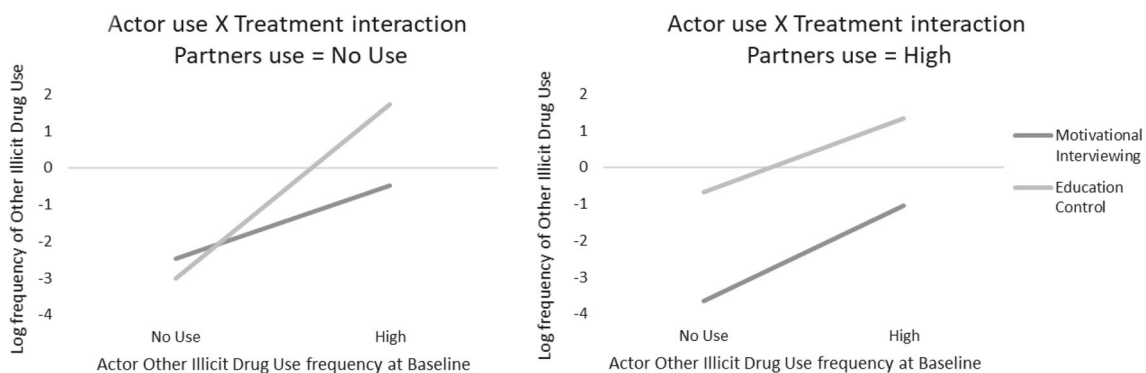 Actor use X Treatment interaction
Partners use = No Use
Log frequency of Other Illicit Drug Use
2
1
0
-1
-2
-3
-4
No Use
High
Actor Other Illicit Drug Use frequency at Baseline
Actor use X Treatment interaction
Partners use = High
Log frequency of Other Illicit Drug Use
2
1
0
-1
-2
-3
-4
No Use
High
Actor Other Illicit Drug Use frequency at Baseline
Motivational
Interviewing
Education
Control